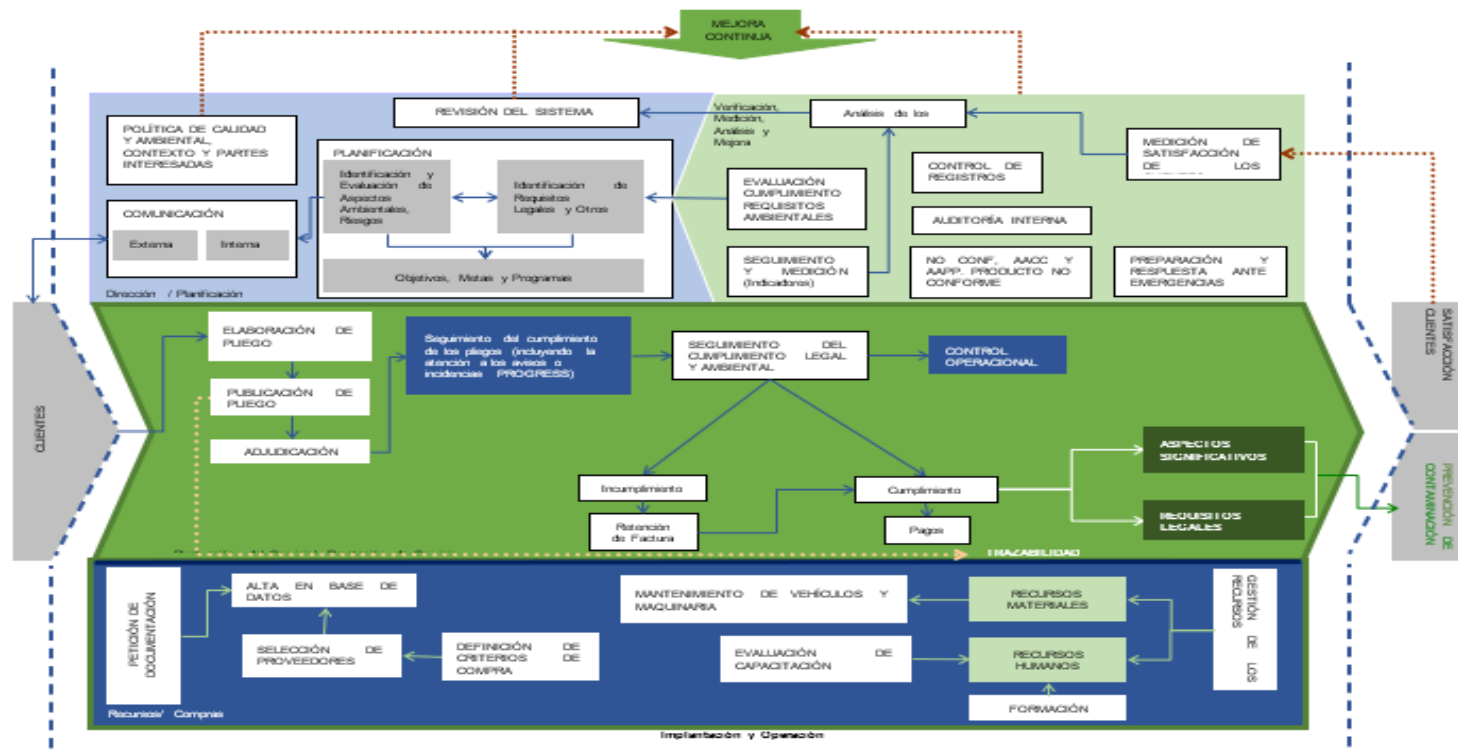 MEJORA
CONTINUA
REVISIÓN DEL SISTEMA
POLÍTICA DE CALIDAD
Y AMBIENTAL,
CONTEXTO Y PARTES
INTERESADAS
COMUNICACIÓN
Externa
Interna
PLANIFICACIÓN
Identificación y
Evaluación de
Aspectos
Ambientales,
Riesgos
Identificación de
Requisitos
Legales y Otros
Objetivos, Metas y Programas
Dirección / Planificación
Verificación,
Medición,
Análisis y
Mejora
Análisis de los
MEDICIÓN DE
SATISFACCIÓN
DE LOS
CONTROL DE
REGISTROS
EVALUACIÓN
CUMPLIMIENTO
REQUISITOS
AMBIENTALES
AUDITORÍA INTERNA
SEGUIMIENTO
Y MEDICIÓN
(Indicadores)
NO CONF, AACC Y
AAPP. PRODUCTO NO
CONFORME
PREPARACIÓN Y
RESPUESTA ANTE
EMERGENCIAS
CLIENTES
SATISFACCIÓN
CLIENTES
PREVENCIÓN DE
CONTAMINACIÓN
ELABORACIÓN DE
PLIEGO
PUBLICACIÓN DE
PLIEGO
ADJUDICACIÓN
Seguimiento del cumplimiento
de los pliegos (incluyendo la
atención a los avisos o
incidencias PROGRESS)
SEGUIMIENTO DEL
CUMPLIMIENTO LEGAL
Y AMBIENTAL
CONTROL
OPERACIONAL
Incumplimiento
Retención
de Factura
Cumplimiento
Pagos
ASPECTOS
SIGNIFICATIVOS
REQUISITOS
LEGALES
TRAZABILIDAD
PETICIÓN DE
DOCUMENTACIÓN
ALTA EN BASE DE
DATOS
SELECCIÓN DE
PROVEEDORES
DEFINICIÓN DE
CRITERIOS DE
COMPRA
MANTENIMIENTO DE VEHÍCULOS Y
MAQUINARIA
EVALUACIÓN DE
CAPACITACIÓN
RECURSOS
MATERIALES
RECURSOS
HUMANOS
FORMACIÓN
GESTIÓN DE LOS
RECURSOS
Recursos/ Compras
Implantación y Operación